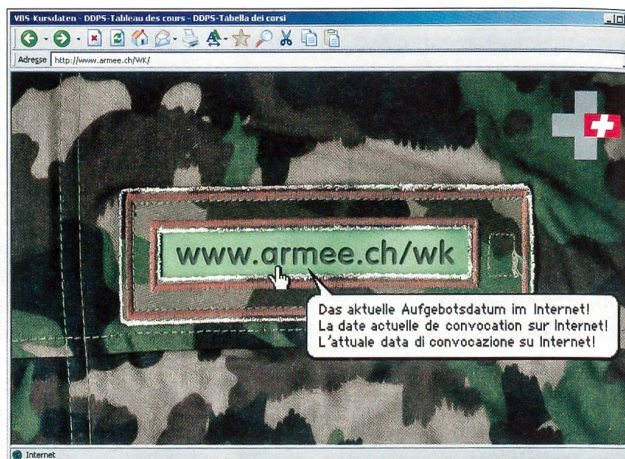 VBS-Kursdaten - DDPS-Tableau des cours - DDPS-Tabella dei corsi
Adresse http://www.armee.ch/WK/
www.armee.ch/wk
Das aktuelle Aufgebotsdatum im Internet!
La date actuelle de convocation sur Internet!
L'attuale data di convocazione su Internet!
Internet